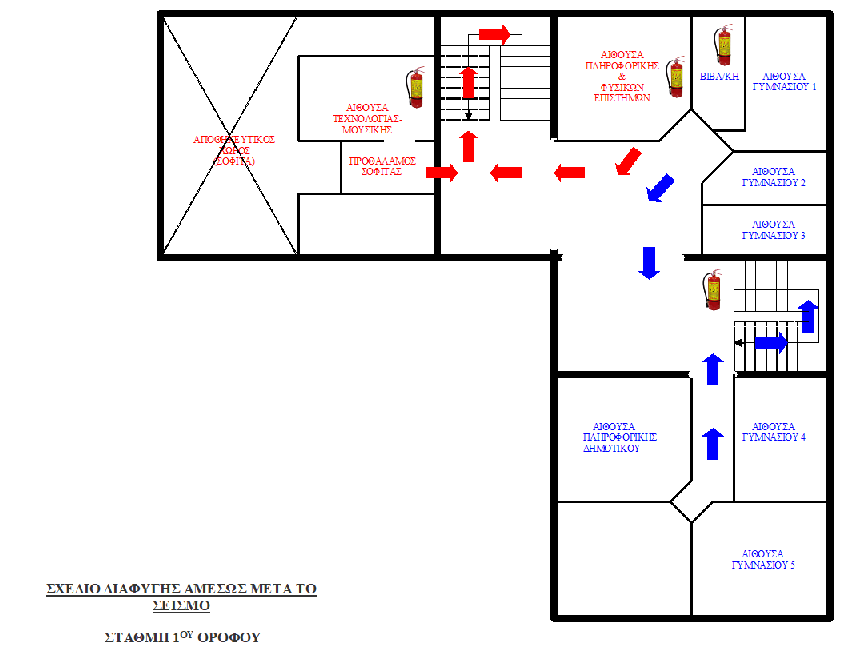 ΑΙΘΟΥΣΑ
ΠΛΗΡΟΦΟΡΙΚΗΣ
&
ΦΥΣΙΚΩΝ
ΕΠΙΣΤΗΜΩΝ
ΒΙΒΛ/ΚΗ
ΑΙΘΟΥΣΑ
ΓΥΜΝΑΣΙΟΥ 1
ΑΙΘΟΥΣΑ
ΤΕΧΝΟΛΟΓΙΑΣ-
ΜΟΥΣΙΚΗΣ
ΑΠΟΘΗΚΕΥΤΙΚΟΣ
ΧΩΡΟΣ
(ΣΟΦΙΤΑ)
ΠΡΟΘΑΛΑΜΟΣ
ΣΟΦΙΤΑΣ
ΑΙΘΟΥΣΑ
ΓΥΜΝΑΣΙΟΥ 2
ΑΙΘΟΥΣΑ
ΓΥΜΝΑΣΙΟΥ 3
ΑΙΘΟΥΣΑ
ΠΛΗΡΟΦΟΡΙΚΗΣ
ΔΗΜΟΤΙΚΟΥ
ΑΙΘΟΥΣΑ
ΓΥΜΝΑΣΙΟΥ 4
ΑΙΘΟΥΣΑ
ΓΥΜΝΑΣΙΟΥ 5
ΣΧΕΔΙΟ ΔΙΑΦΥΓΗΣ ΑΜΕΣΩΣ ΜΕΤΑ ΤΟ
ΣΕΙΣΜΟ
ΣΤΑΘΜΗ 1ΟΥ ΟΡΟΦΟΥ